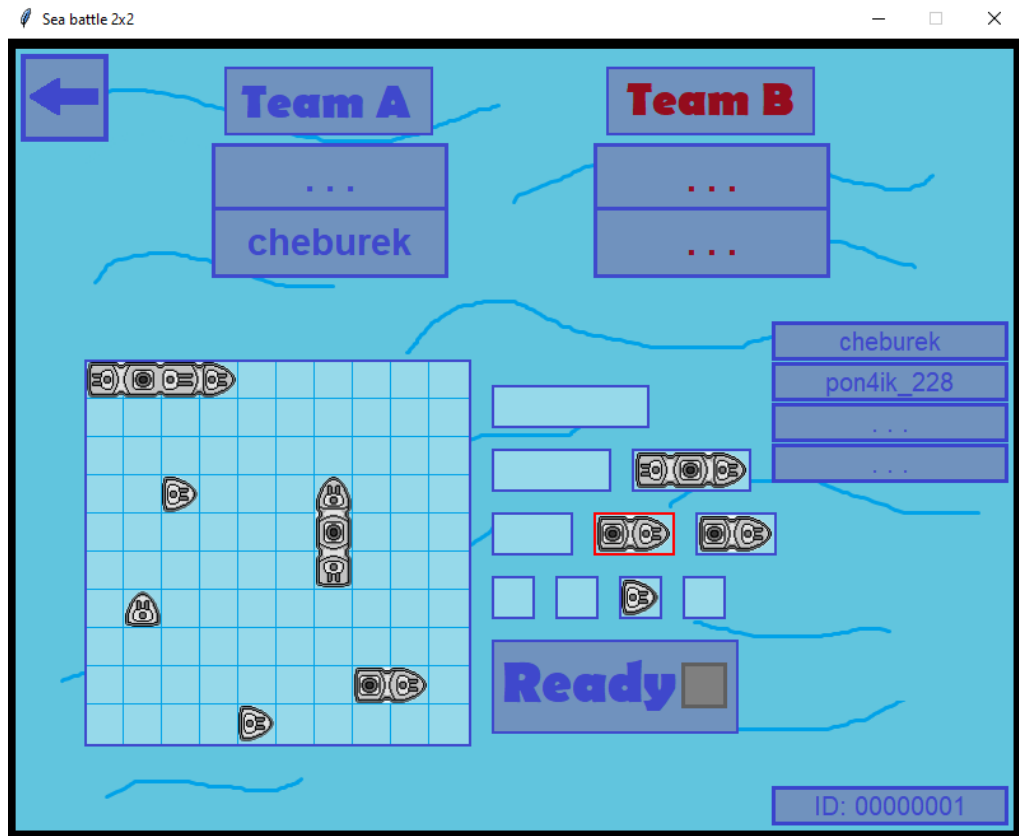 Sea battle 2x2
Team A
Team B
. . .
. . .
cheburek
. . .
cheburek
pon4ik_228
. . .
. . .
Ready
ID: 00000001